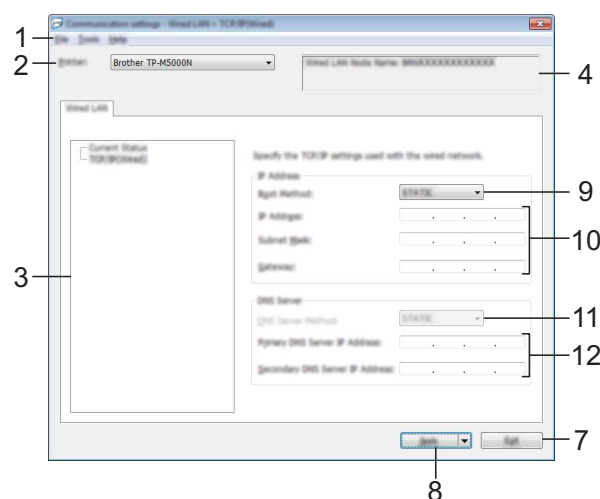 Communication settings - Wired LAN > TCP/IP(Wired)
1
File Tools Help
2
Printer:
Brother TP-M5000N
Wired LAN Node Name: BRNXXXXXXXXXXXX
4
Wired LAN
Current Status
TCP/IP(Wired)
3
Specify the TCP/IP settings used with the wired network.
IP Address
Boot Method:
STATIC
9
IP Address:
10
Subnet Mask:
Gateway:
DNS Server
DNS Server Method:
STATIC
11
Primary DNS Server IP Address:
12
Secondary DNS Server IP Address:
Apply
Exit
7
8